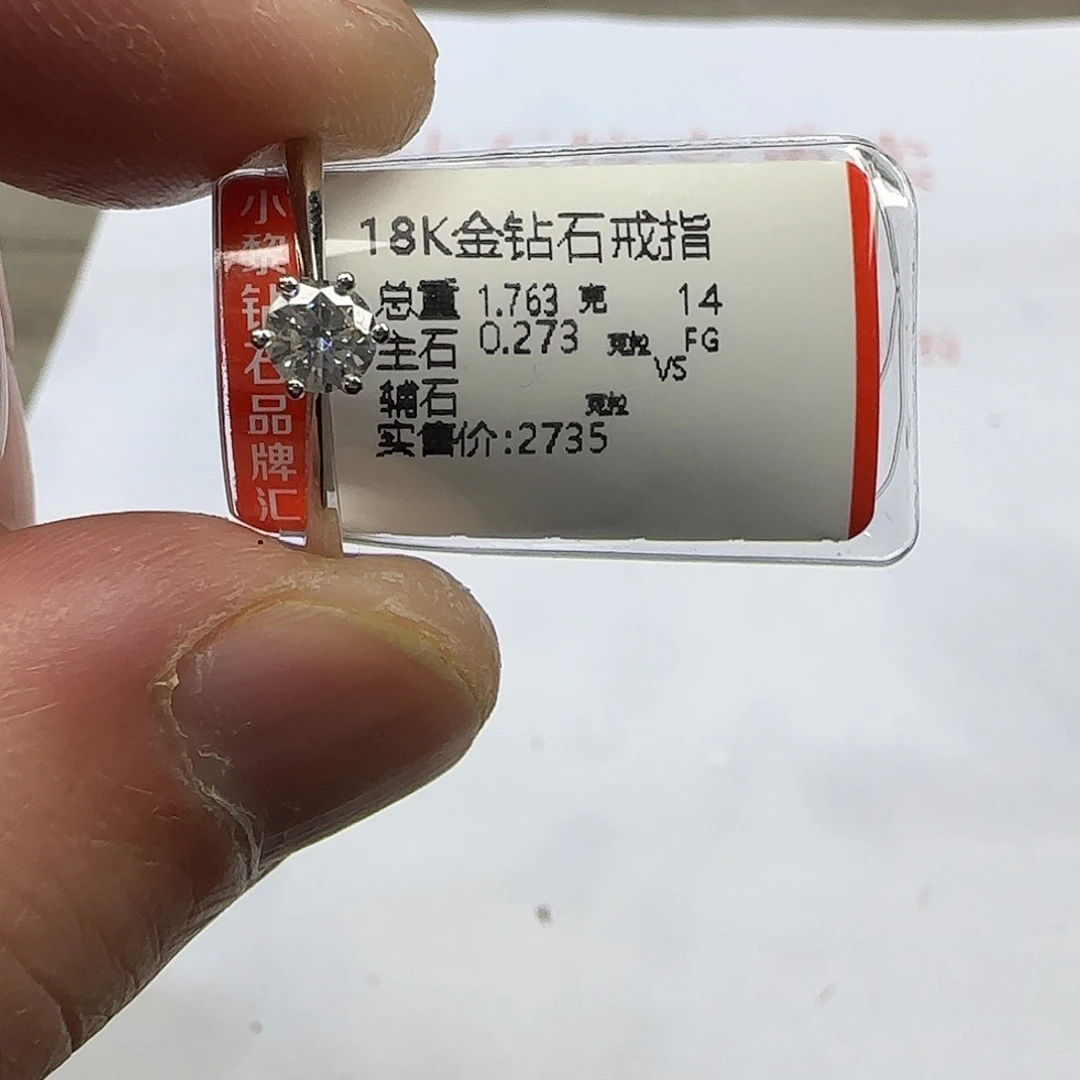 小黎钻石品牌汇
18K金钻石戒指
总重 1.763 克 14
主石 0.273 克拉 FG
VS
辅石 克拉
实售价:2735